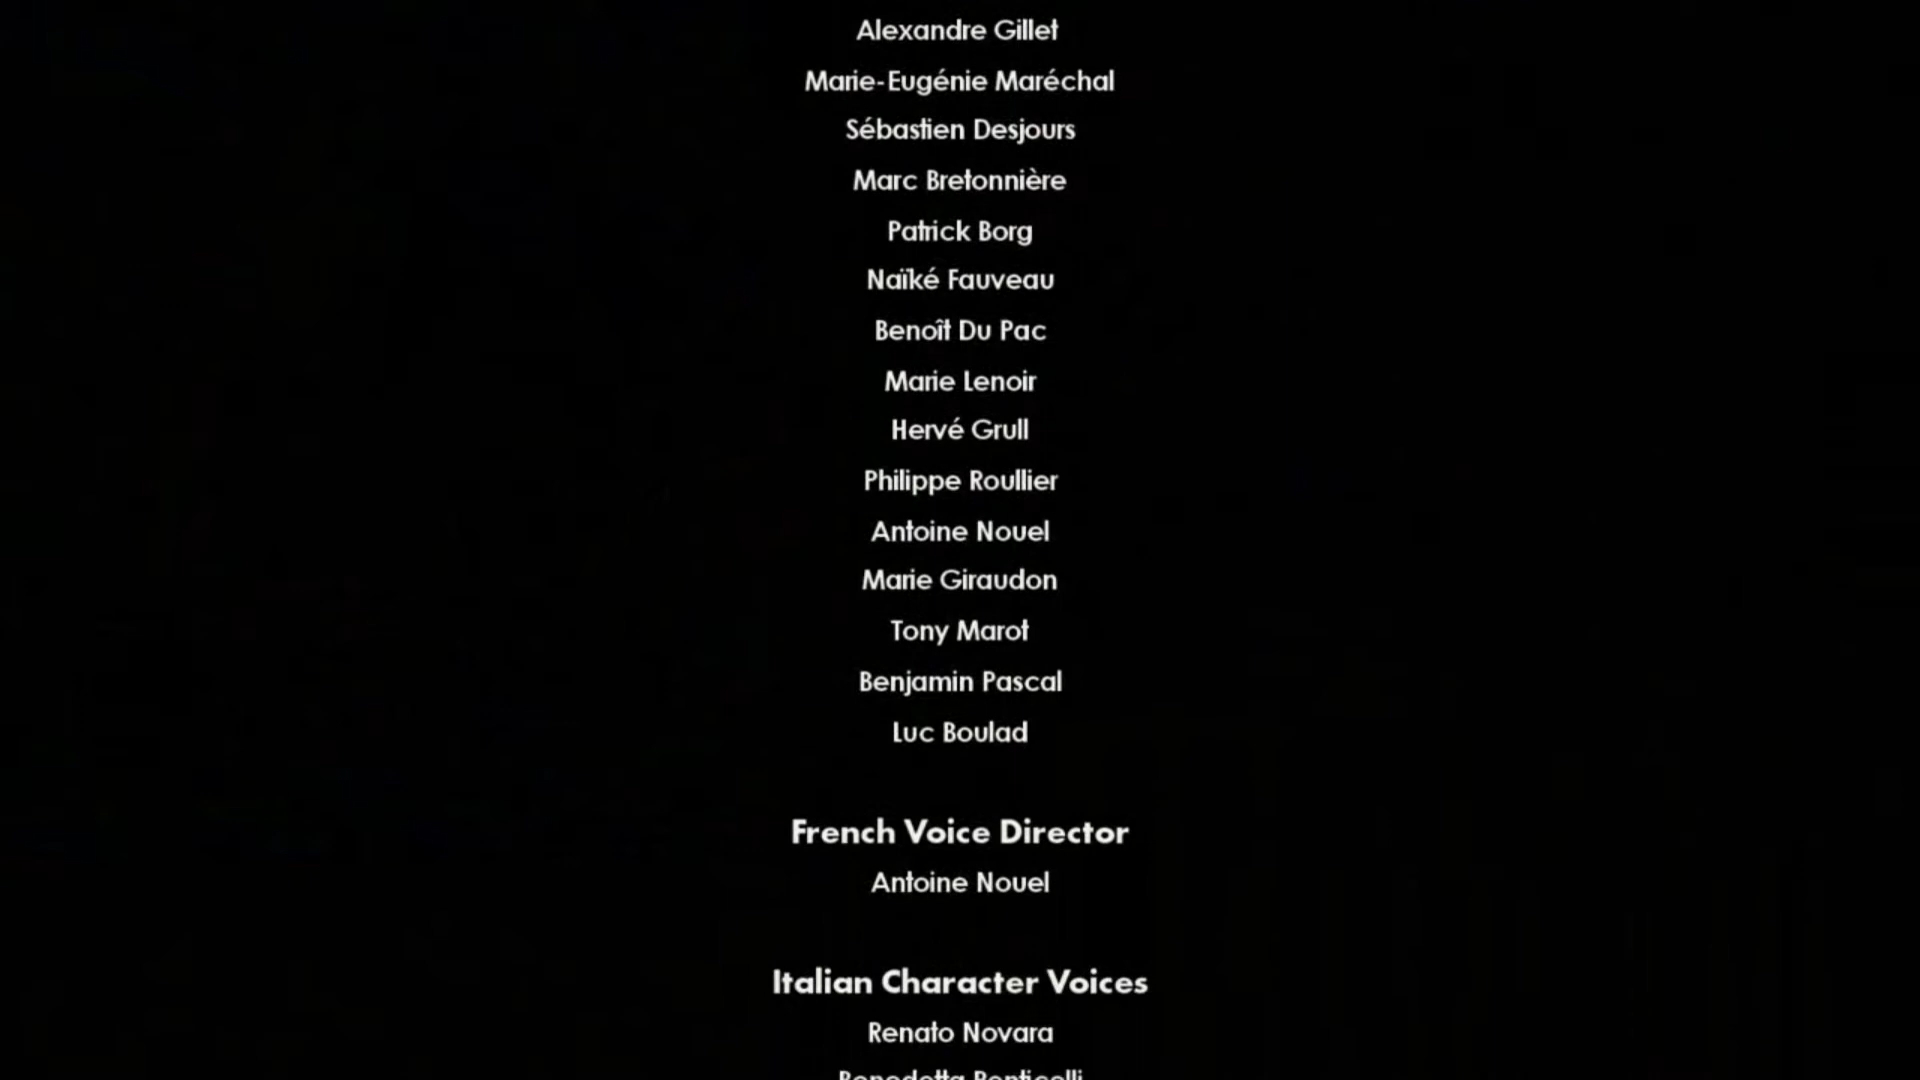 Alexandre Gillet
Marie-Eugénie Maréchal
Sébastien Desjours
Marc Bretonnière
Patrick Borg
Naïké Fauveau
Benoît Du Pac
Marie Lenoir
Hervé Grull
Philippe Roullier
Antoine Nouel
Marie Giraudon
Tony Marot
Benjamin Pascal
Luc Boulad
French Voice Director
Antoine Nouel
Italian Character Voices
Renato Novara
Benedetta Ponticelli